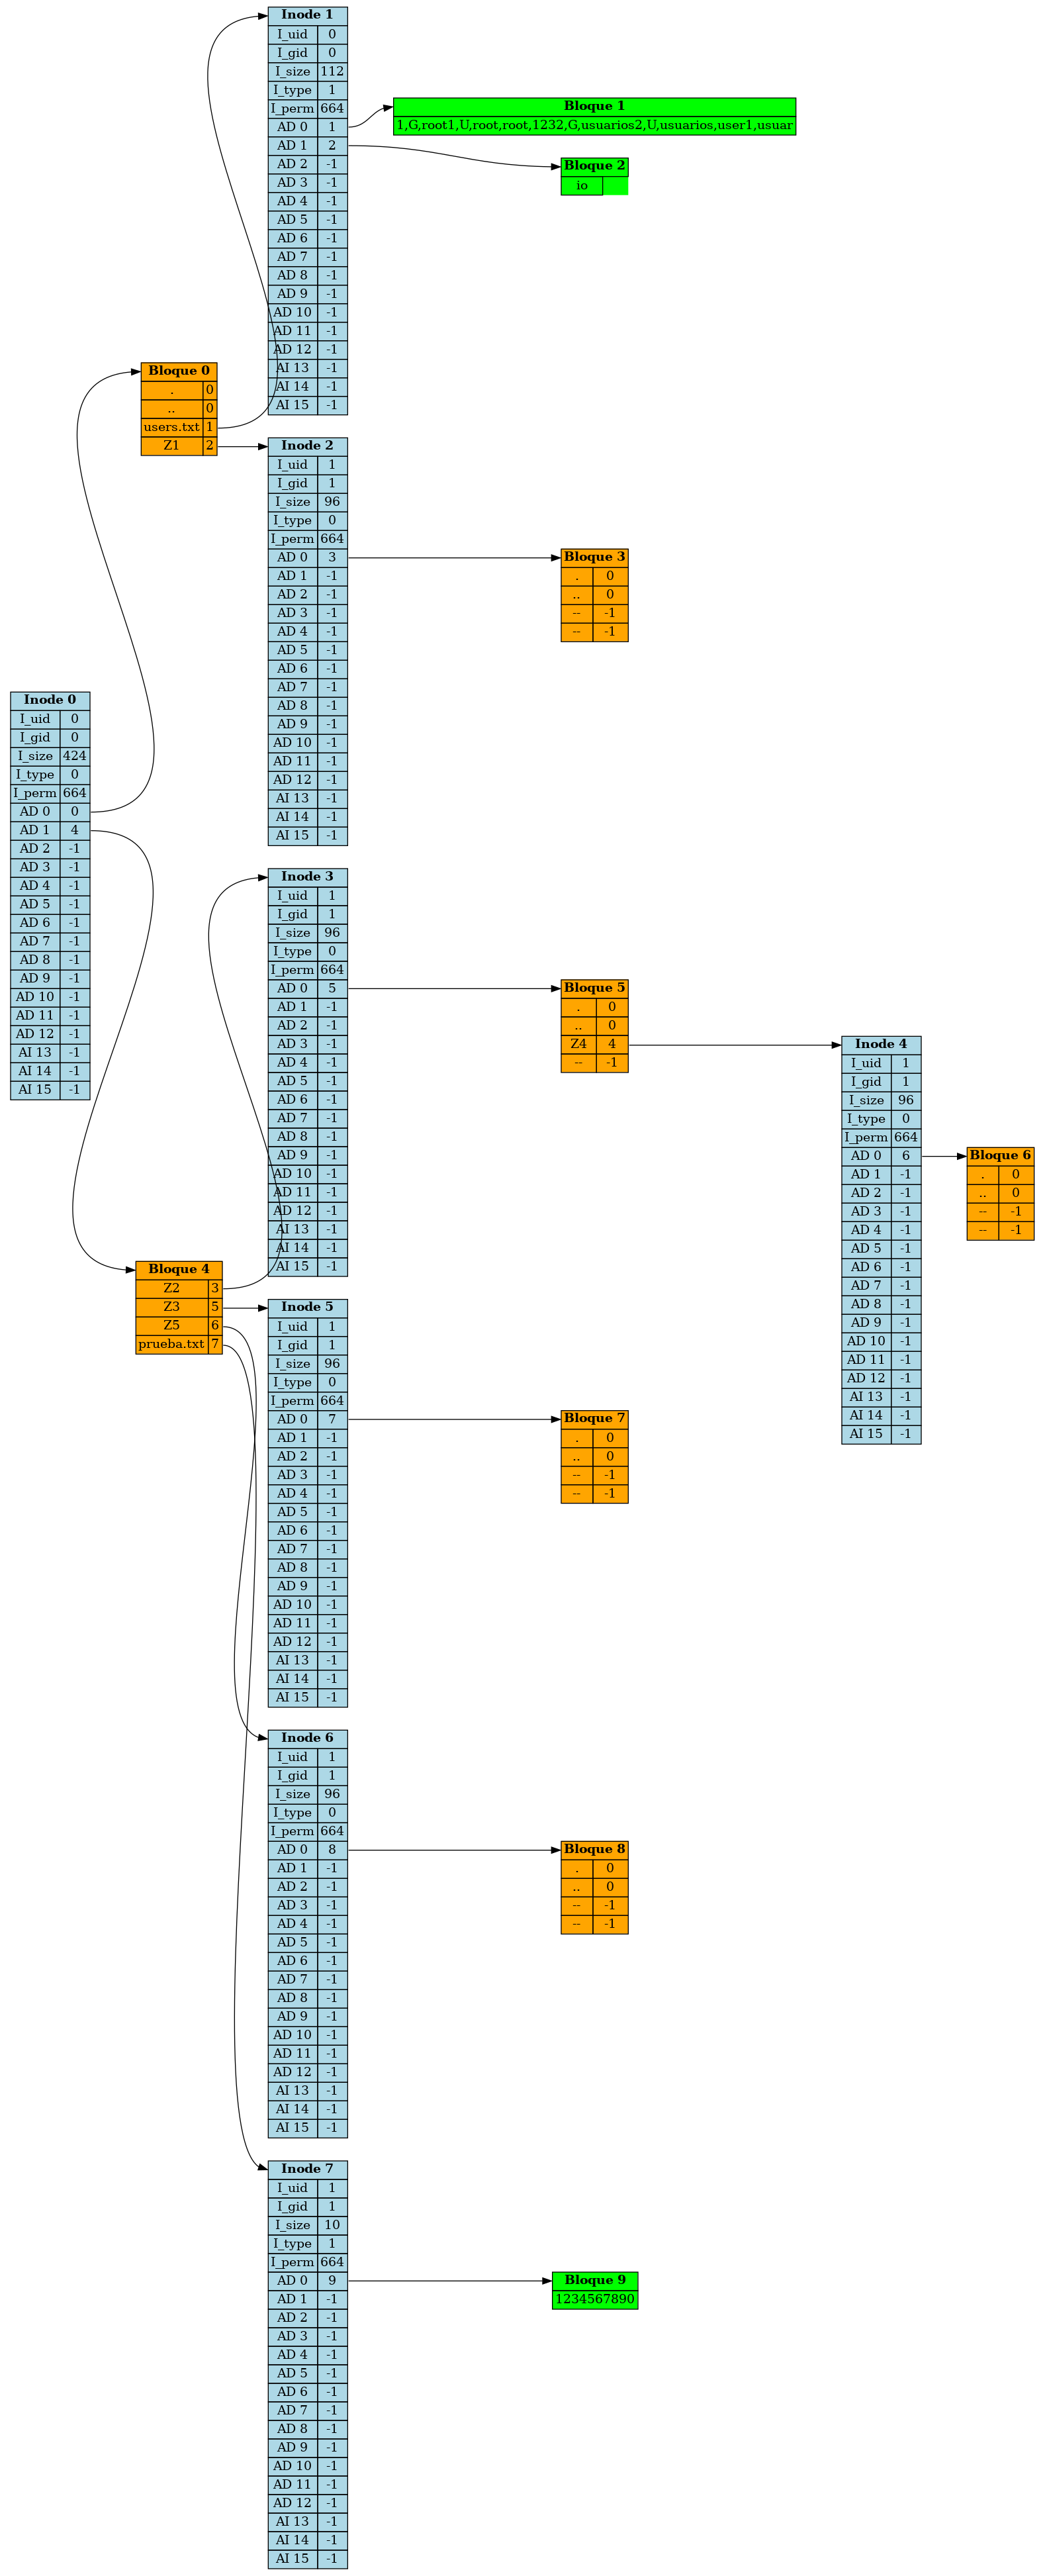 Inode 0
I_uid 0
I_gid 0
I_size 424
I_type 0
I_perm 664
AD 0 0
AD 1 4
AD 2 -1
AD 3 -1
AD 4 -1
AD 5 -1
AD 6 -1
AD 7 -1
AD 8 -1
AD 9 -1
AD 10 -1
AD 11 -1
AD 12 -1
AI 13 -1
AI 14 -1
AI 15 -1
Bloque 0
. 0
.. 0
users.txt 1
Z1 2
Inode 1
I_uid 0
I_gid 0
I_size 112
I_type 1
I_perm 664
AD 0 1
AD 1 2
AD 2 -1
AD 3 -1
AD 4 -1
AD 5 -1
AD 6 -1
AD 7 -1
AD 8 -1
AD 9 -1
AD 10 -1
AD 11 -1
AD 12 -1
AI 13 -1
AI 14 -1
AI 15 -1
Bloque 1
1,G,root1,U,root,root,1232,G,usuarios2,U,usuarios,user1,usuar
Bloque 2
io
Inode 2
I_uid 1
I_gid 1
I_size 96
I_type 0
I_perm 664
AD 0 3
AD 1 -1
AD 2 -1
AD 3 -1
AD 4 -1
AD 5 -1
AD 6 -1
AD 7 -1
AD 8 -1
AD 9 -1
AD 10 -1
AD 11 -1
AD 12 -1
AI 13 -1
AI 14 -1
AI 15 -1
Bloque 3
. 0
.. 0
-- -1
-- -1
Bloque 4
Z2 3
Z3 5
Z5 6
prueba.txt 7
Inode 3
I_uid 1
I_gid 1
I_size 96
I_type 0
I_perm 664
AD 0 5
AD 1 -1
AD 2 -1
AD 3 -1
AD 4 -1
AD 5 -1
AD 6 -1
AD 7 -1
AD 8 -1
AD 9 -1
AD 10 -1
AD 11 -1
AD 12 -1
AI 13 -1
AI 14 -1
AI 15 -1
Bloque 5
. 0
.. 0
Z4 4
-- -1
Inode 4
I_uid 1
I_gid 1
I_size 96
I_type 0
I_perm 664
AD 0 6
AD 1 -1
AD 2 -1
AD 3 -1
AD 4 -1
AD 5 -1
AD 6 -1
AD 7 -1
AD 8 -1
AD 9 -1
AD 10 -1
AD 11 -1
AD 12 -1
AI 13 -1
AI 14 -1
AI 15 -1
Bloque 6
. 0
.. 0
-- -1
-- -1
Inode 5
I_uid 1
I_gid 1
I_size 96
I_type 0
I_perm 664
AD 0 7
AD 1 -1
AD 2 -1
AD 3 -1
AD 4 -1
AD 5 -1
AD 6 -1
AD 7 -1
AD 8 -1
AD 9 -1
AD 10 -1
AD 11 -1
AD 12 -1
AI 13 -1
AI 14 -1
AI 15 -1
Bloque 7
. 0
.. 0
-- -1
-- -1
Inode 6
I_uid 1
I_gid 1
I_size 96
I_type 0
I_perm 664
AD 0 8
AD 1 -1
AD 2 -1
AD 3 -1
AD 4 -1
AD 5 -1
AD 6 -1
AD 7 -1
AD 8 -1
AD 9 -1
AD 10 -1
AD 11 -1
AD 12 -1
AI 13 -1
AI 14 -1
AI 15 -1
Bloque 8
. 0
.. 0
-- -1
-- -1
Inode 7
I_uid 1
I_gid 1
I_size 10
I_type 1
I_perm 664
AD 0 9
AD 1 -1
AD 2 -1
AD 3 -1
AD 4 -1
AD 5 -1
AD 6 -1
AD 7 -1
AD 8 -1
AD 9 -1
AD 10 -1
AD 11 -1
AD 12 -1
AI 13 -1
AI 14 -1
AI 15 -1
Bloque 9
1234567890